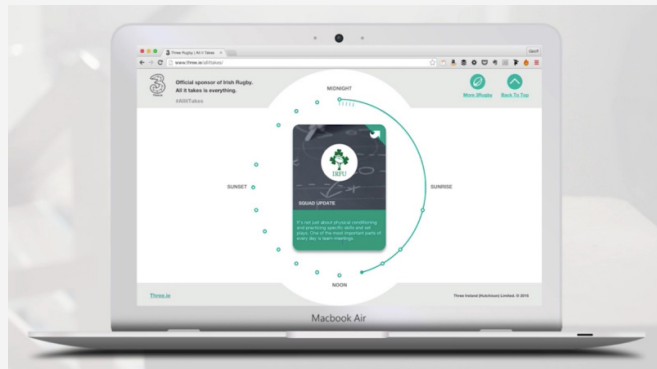 Three Rugby | All It Takes
www.three.ie/allittakes/
Official sponsor of Irish Rugby.
All it takes is everything.
#AllItTakes
MIDNIGHT
More #Rugby
Back To Top
IRFU
SUNSET
SUNRISE
SQUAD UPDATE
It's not just about physical conditioning
and practicing specific skills and set
plays. One of the most important parts of
every day is team meetings.
NOON
Three.ie
Three Ireland (Hutchison) Limited. © 2015
Macbook Air